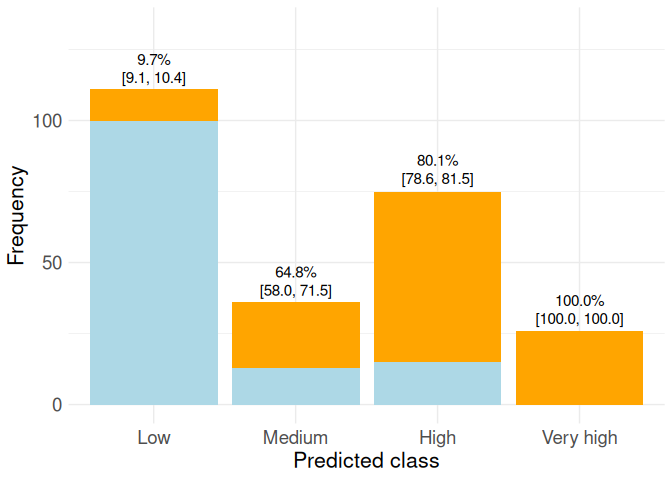 9.7%
[9.1, 10.4]
80.1%
[78.6, 81.5]
64.8%
[58.0, 71.5]
100.0%
[100.0, 100.0]
Frequency
100
50
0
Low
Medium
High
Very high
Predicted class